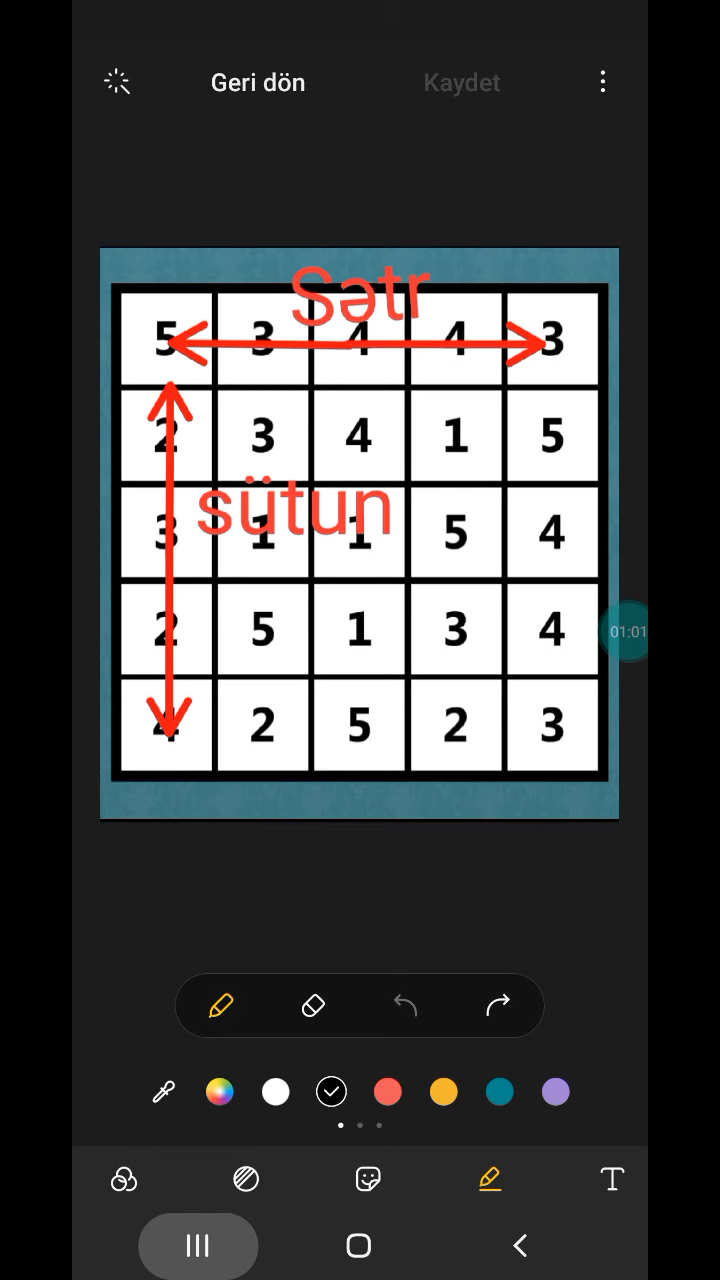 Geri dön Kaydet
Sətr
5 3 4 4 3
2 3 4 1 5
sütun
3 1 1 5 4
2 5 1 3 4
01:01
4 2 5 2 3
T